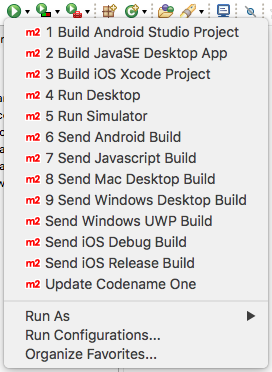 m2 1 Build Android Studio Project
m2 2 Build JavaSE Desktop App
m2 3 Build iOS Xcode Project
m2 4 Run Desktop
m2 5 Run Simulator
m2 6 Send Android Build
m2 7 Send Javascript Build
m2 8 Send Mac Desktop Build
m2 9 Send Windows Desktop Build
m2 Send Windows UWP Build
m2 Send iOS Debug Build
m2 Send iOS Release Build
m2 Update Codename One
Run As
Run Configurations...
Organize Favorites...